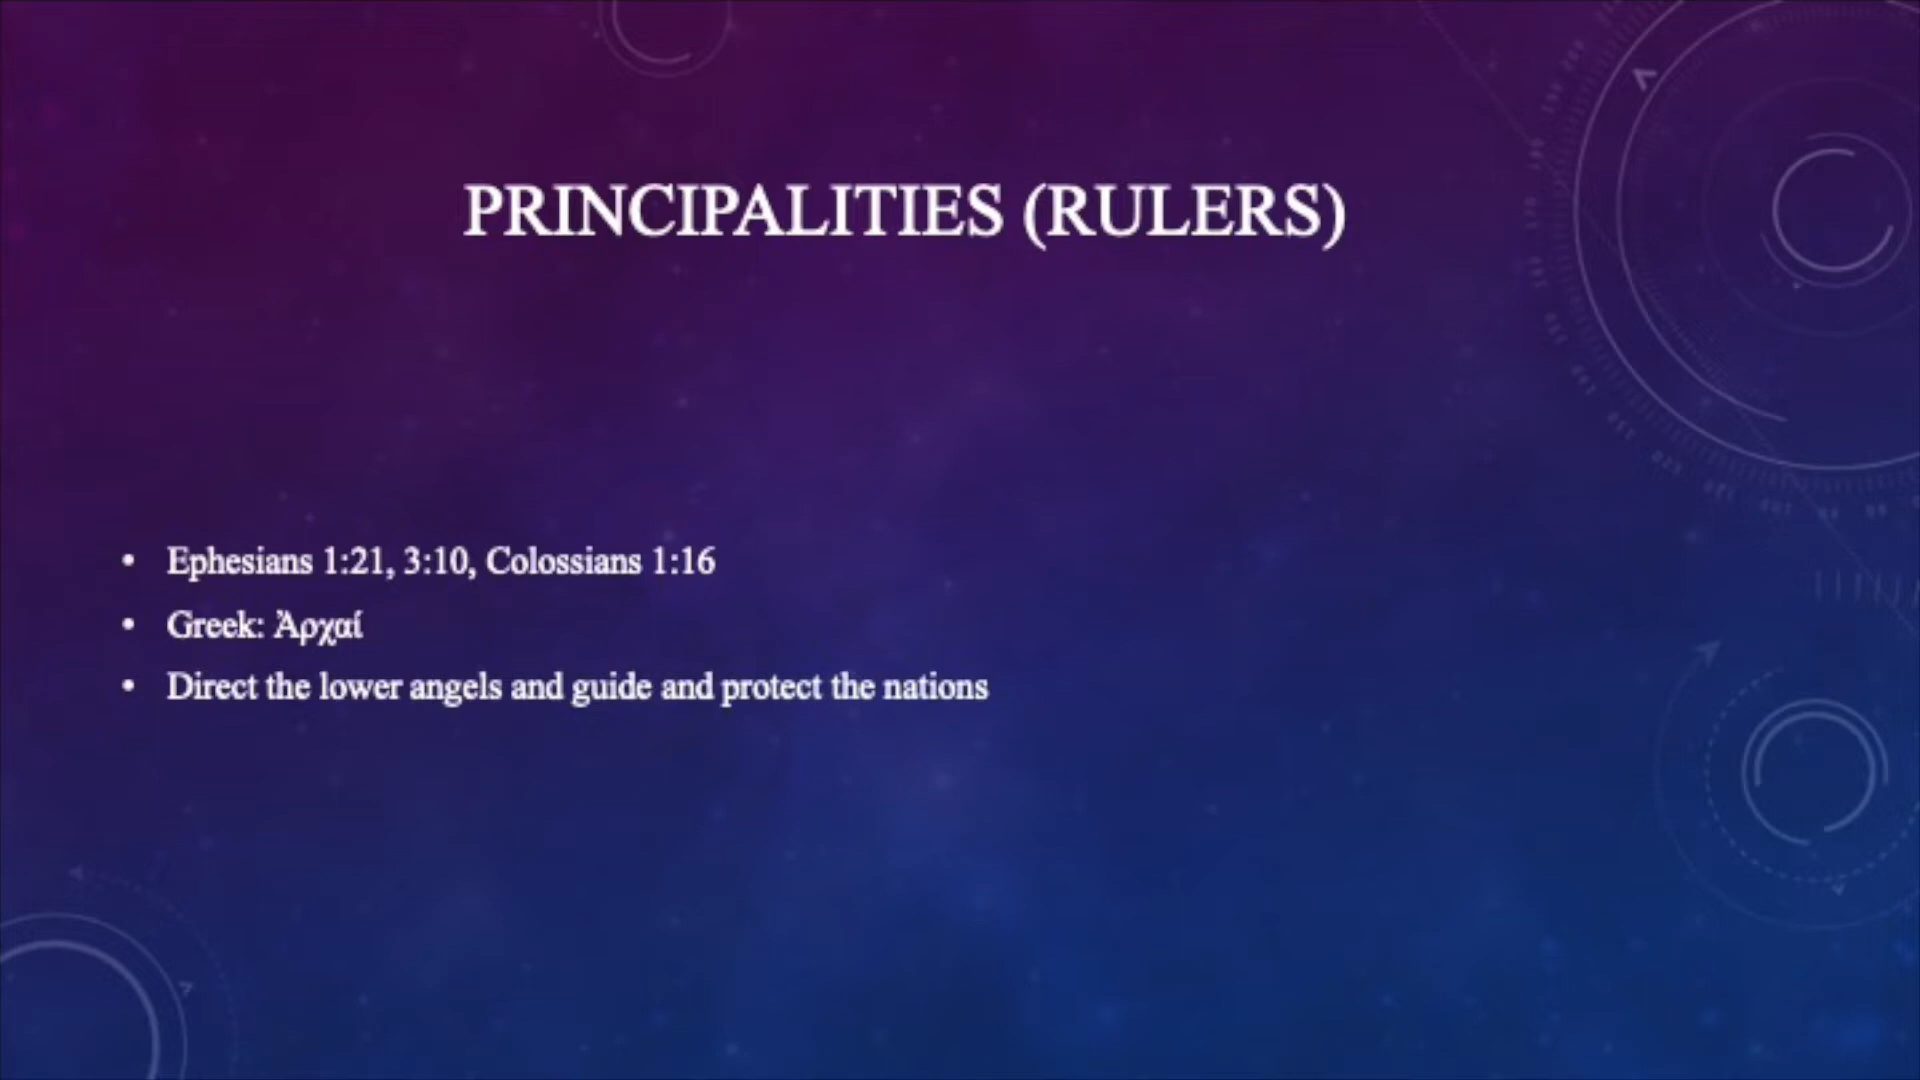 PRINCIPALITIES (RULERS)
• Ephesians 1:21, 3:10, Colossians 1:16
• Greek: Ἀρχαί
• Direct the lower angels and guide and protect the nations